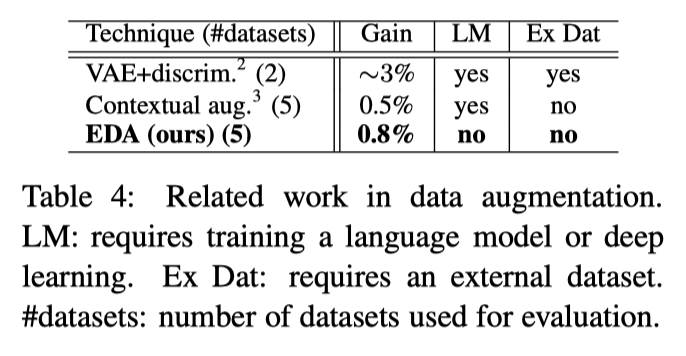 Technique (#datasets) Gain LM Ex Dat
VAE+discrim.² (2) ~3% yes yes
Contextual aug.³ (5) 0.5% yes no
EDA (ours) (5) 0.8% no no
Table 4: Related work in data augmentation.
LM: requires training a language model or deep
learning. Ex Dat: requires an external dataset.
#datasets: number of datasets used for evaluation.